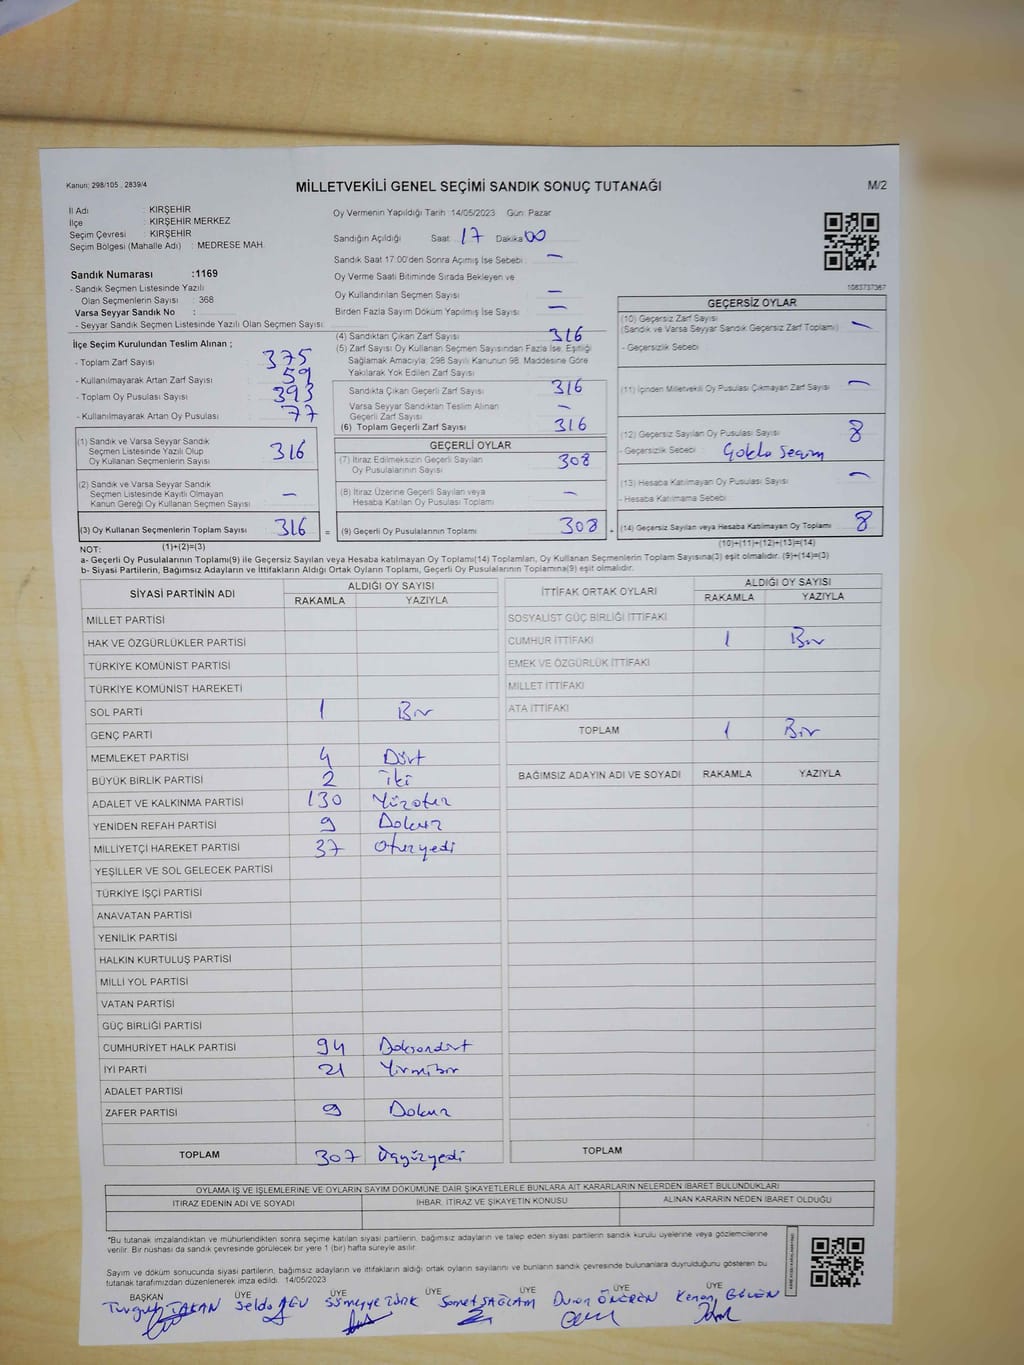 Kanun: 298/105 , 2839/4
MİLLETVEKİLİ GENEL SEÇİMİ SANDIK SONUÇ TUTANAĞI
M/2
İl Adı : KIRŞEHİR
İlçe : KIRŞEHİR MERKEZ
Seçim Çevresi : KIRŞEHİR
Seçim Bölgesi (Mahalle Adı) : MEDRESE MAH.
Oy Vermenin Yapıldığı Tarih : 14/05/2023 Gün: Pazar
Sandığın Açıldığı Saat: 17 Dakika: 00
Sandık Saat 17:00'den Sonra Açılmış İse Sebebi : —
Oy Verme Saati Bitiminde Sırada Bekleyen ve
Oy Kullandırılan Seçmen Sayısı : —
Birden Fazla Sayım Döküm Yapılmış İse Sayısı : —
1083737367
Sandık Numarası :1169
- Sandık Seçmen Listesinde Yazılı
Olan Seçmenlerin Sayısı : 368
Varsa Seyyar Sandık No :
- Seyyar Sandık Seçmen Listesinde Yazılı Olan Seçmen Sayısı:
İlçe Seçim Kurulundan Teslim Alınan ;
- Toplam Zarf Sayısı : 375
- Kullanılmayarak Artan Zarf Sayısı : 59
- Toplam Oy Pusulası Sayısı : 393
- Kullanılmayarak Artan Oy Pusulası : 77
(1) Sandık ve Varsa Seyyar Sandık
Seçmen Listesinde Yazılı Olup
Oy Kullanan Seçmenlerin Sayısı 316
(2) Sandık ve Varsa Seyyar Sandık
Seçmen Listesinde Kayıtlı Olmayan
Kanun Gereği Oy Kullanan Seçmen Sayısı —
(3) Oy Kullanan Seçmenlerin Toplam Sayısı 316 =
(4) Sandıktan Çıkan Zarf Sayısı : 316
(5) Zarf Sayısı Oy Kullanan Seçmen Sayısından Fazla İse, Eşitliği
Sağlamak Amacıyla, 298 Sayılı Kanunun 98. Maddesine Göre
Yakılarak Yok Edilen Zarf Sayısı :
Sandıkta Çıkan Geçerli Zarf Sayısı : 316
Varsa Seyyar Sandıktan Teslim Alınan
Geçerli Zarf Sayısı : —
(6) Toplam Geçerli Zarf Sayısı : 316
GEÇERLİ OYLAR
(7) İtiraz Edilmeksizin Geçerli Sayılan
Oy Pusulalarının Sayısı 308
(8) İtiraz Üzerine Geçerli Sayılan veya
Hesaba Katılan Oy Pusulası Toplamı —
(9) Geçerli Oy Pusulalarının Toplamı 308 +
GEÇERSİZ OYLAR
(10) Geçersiz Zarf Sayısı
(Sandık ve Varsa Seyyar Sandık Geçersiz Zarf Toplamı) : —
- Geçersizlik Sebebi :
(11) İçinden Milletvekili Oy Pusulası Çıkmayan Zarf Sayısı : —
(12) Geçersiz Sayılan Oy Pusulası Sayısı : 8
- Geçersizlik Sebebi :
(13) Hesaba Katılmayan Oy Pusulası Sayısı : —
- Hesaba Katılmama Sebebi :
(14) Geçersiz Sayılan veya Hesaba Katılmayan Oy Toplamı 8
NOT: (1)+(2)=(3)
(10)+(11)+(12)+(13)=(14)
a- Geçerli Oy Pusulalarının Toplamı(9) ile Geçersiz Sayılan veya Hesaba katılmayan Oy Toplamı(14) Toplamları, Oy Kullanan Seçmenlerin Toplam Sayısına(3) eşit olmalıdır. (9)+(14)=(3)
b- Siyasi Partilerin, Bağımsız Adayların ve İttifakların Aldığı Ortak Oyların Toplamı, Geçerli Oy Pusulalarının Toplamına(9) eşit olmalıdır.
SİYASİ PARTİNİN ADI ALDIĞI OY SAYISI
RAKAMLA YAZIYLA
MİLLET PARTİSİ
HAK VE ÖZGÜRLÜKLER PARTİSİ
TÜRKİYE KOMÜNİST PARTİSİ
TÜRKİYE KOMÜNİST HAREKETİ
SOL PARTİ 1 Bir
GENÇ PARTİ
MEMLEKET PARTİSİ 4 Dört
BÜYÜK BİRLİK PARTİSİ 2 İki
ADALET VE KALKINMA PARTİSİ 130 Yüzotuz
YENİDEN REFAH PARTİSİ 9 Dokuz
MİLLİYETÇİ HAREKET PARTİSİ 37 Otuzyedi
YEŞİLLER VE SOL GELECEK PARTİSİ
TÜRKİYE İŞÇİ PARTİSİ
ANAVATAN PARTİSİ
YENİLİK PARTİSİ
HALKIN KURTULUŞ PARTİSİ
MİLLİ YOL PARTİSİ
VATAN PARTİSİ
GÜÇ BİRLİĞİ PARTİSİ
CUMHURİYET HALK PARTİSİ 94 Doksandört
İYİ PARTİ 21 Yirmibir
ADALET PARTİSİ
ZAFER PARTİSİ 9 Dokuz
TOPLAM 307 Üçyüzyedi
İTTİFAK ORTAK OYLARI ALDIĞI OY SAYISI
RAKAMLA YAZIYLA
SOSYALİST GÜÇ BİRLİĞİ İTTİFAKI
CUMHUR İTTİFAKI 1 Bir
EMEK VE ÖZGÜRLÜK İTTİFAKI
MİLLET İTTİFAKI
ATA İTTİFAKI
TOPLAM 1 Bir
BAĞIMSIZ ADAYIN ADI VE SOYADI RAKAMLA YAZIYLA
TOPLAM
OYLAMA İŞ VE İŞLEMLERİNE VE OYLARIN SAYIM DÖKÜMÜNE DAİR ŞİKAYETLERLE BUNLARA AİT KARARLARIN NELERDEN İBARET BULUNDUKLARI
İTİRAZ EDENİN ADI VE SOYADI İHBAR, İTİRAZ VE ŞİKAYETİN KONUSU ALINAN KARARIN NEDEN İBARET OLDUĞU
*Bu tutanak imzalandıktan ve mühürlendikten sonra seçime katılan siyasi partilerin, bağımsız adayların ve talep eden siyasi partilerin sandık kurulu üyelerine veya gözlemcilerine
verilir. Bir nüshası da sandık çevresinde görülecek bir yere 1 (bir) hafta süreyle asılır.
Sayım ve döküm sonucunda siyasi partilerin, bağımsız adayların ve ittifakların aldığı ortak oyların sayılarını ve bunların sandık çevresinde bulunanlara duyrulduğunu gösteren bu
tutanak tarafımızdan düzenlenerek imza edildi. 14/05/2023
BAŞKAN ÜYE ÜYE ÜYE ÜYE ÜYE
Turgut TAKAN Selda Sümeyye TÜRK Samet SAĞLAM Duran Kenan